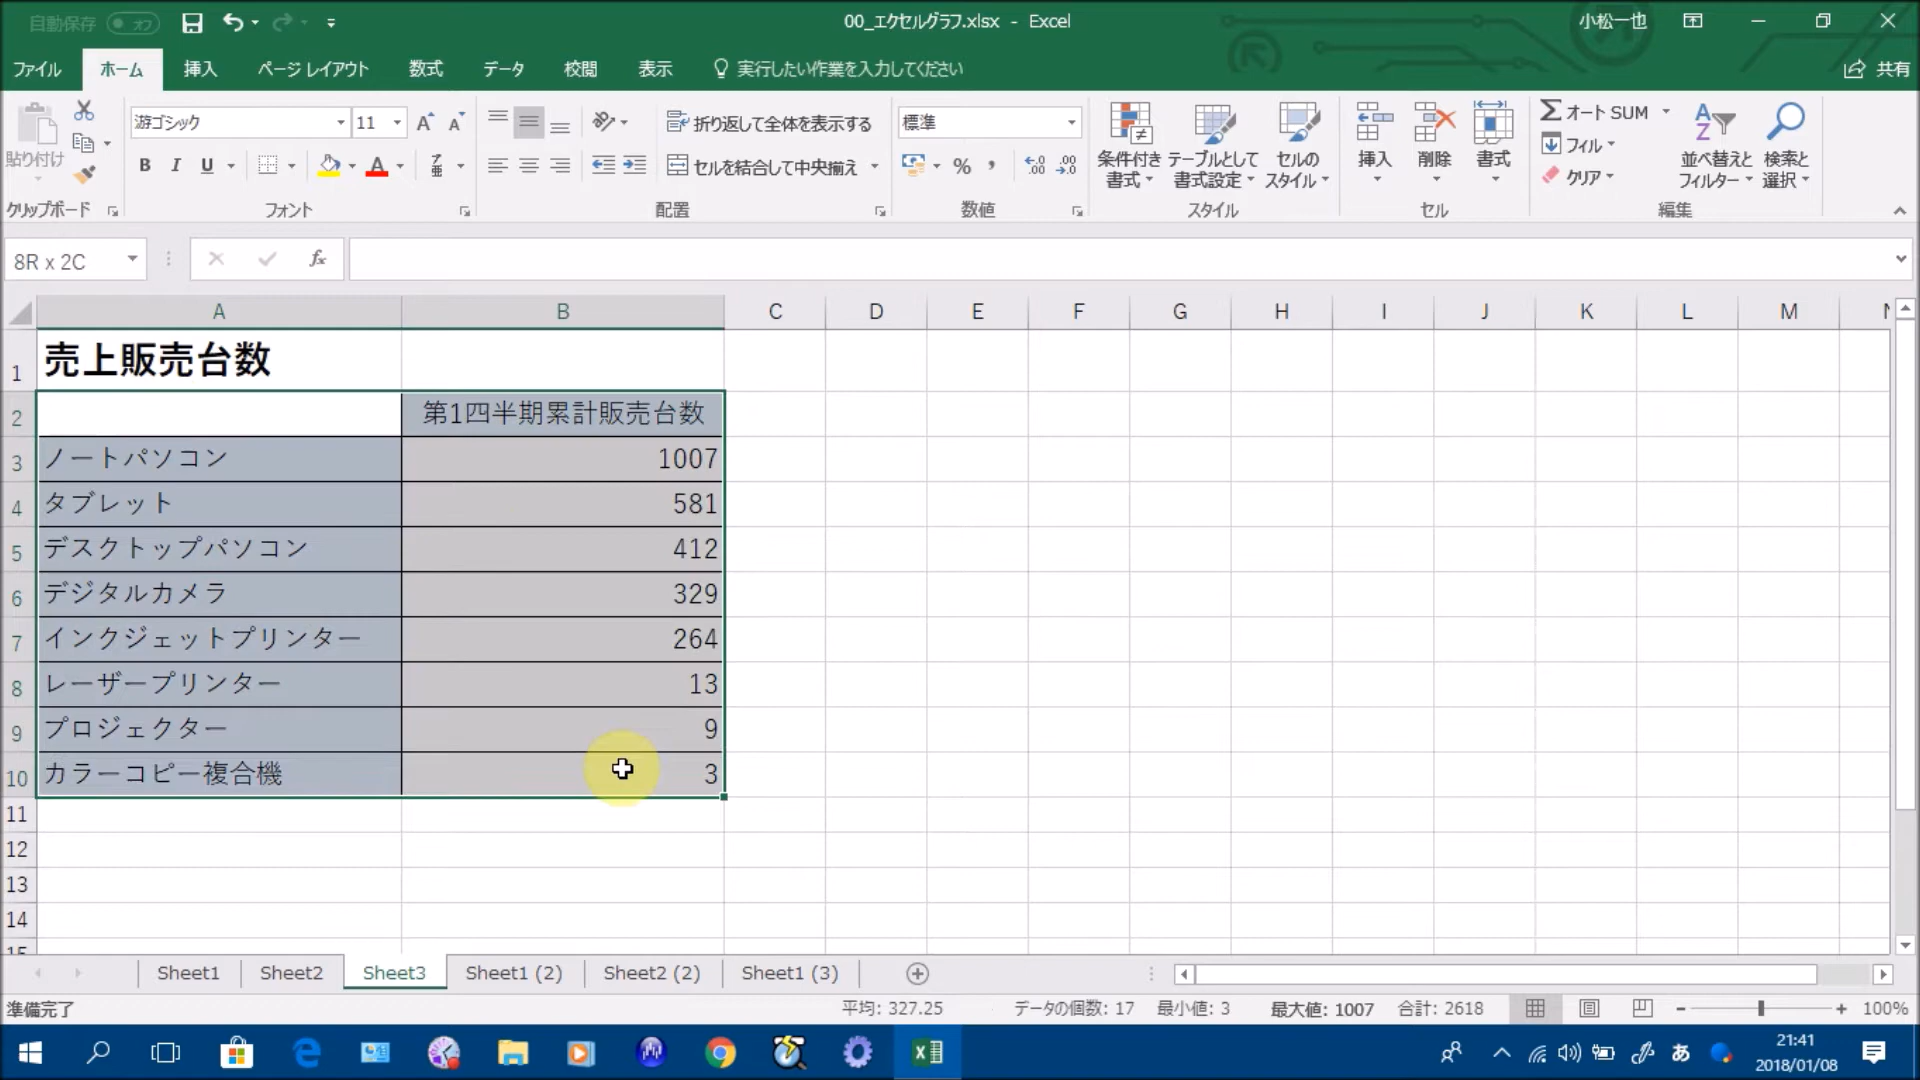 自動保存 オフ
00_エクセルグラフ.xlsx - Excel
小松一也
ファイル ホーム 挿入 ページ レイアウト 数式 データ 校閲 表示 実行したい作業を入力してください 共有
貼り付け
クリップボード
游ゴシック 11
B I U A
フォント
折り返して全体を表示する
セルを結合して中央揃え
配置
標準
% ,
数値
条件付き書式
テーブルとして書式設定
セルのスタイル
スタイル
挿入 削除 書式
セル
Σ オート SUM
フィル
クリア
並べ替えと フィルター
検索と 選択
編集
8R x 2C fx
A B C D E F G H I J K L M
1 売上販売台数
2 第1四半期累計販売台数
3 ノートパソコン 1007
4 タブレット 581
5 デスクトップパソコン 412
6 デジタルカメラ 329
7 インクジェットプリンター 264
8 レーザープリンター 13
9 プロジェクター 9
10 カラーコピー複合機 3
11
12
13
14
15
Sheet1 Sheet2 Sheet3 Sheet1 (2) Sheet2 (2) Sheet1 (3)
準備完了 平均: 327.25 データの個数: 17 最小値: 3 最大値: 1007 合計: 2618 100%
あ 21:41
2018/01/08